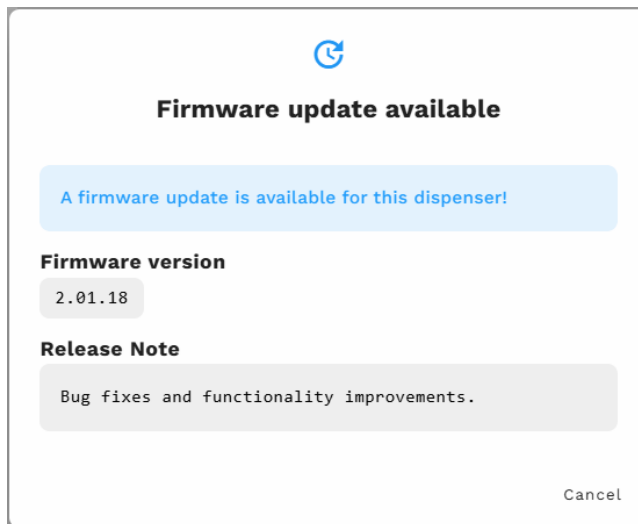 Firmware update available
A firmware update is available for this dispenser!
Firmware version
2.01.18
Release Note
Bug fixes and functionality improvements.
Cancel